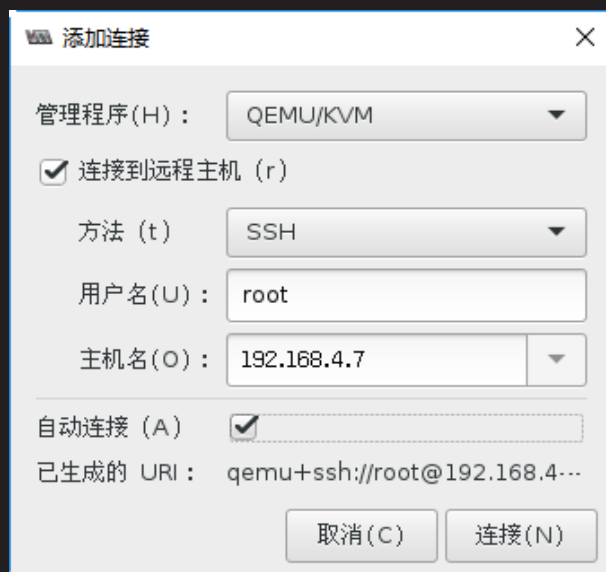 添加连接
管理程序(H)： QEMU/KVM
连接到远程主机 (r)
方法 (t) SSH
用户名(U)： root
主机名(O)： 192.168.4.7
自动连接 (A)
已生成的 URI： qemu+ssh://root@192.168.4···
取消(C) 连接(N)